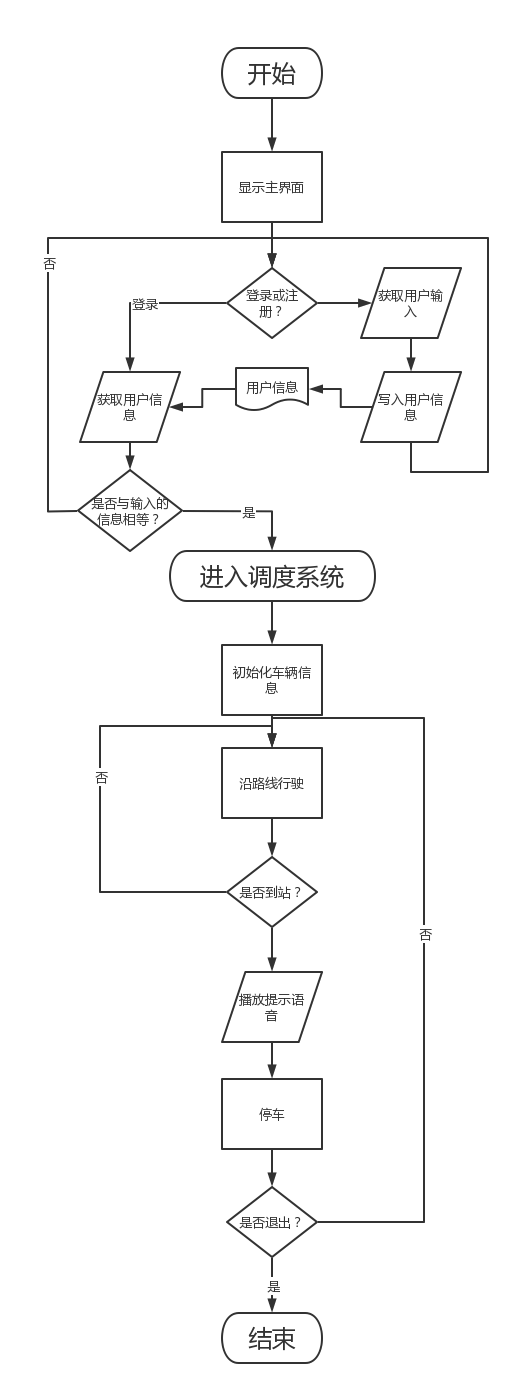 开始
显示主界面
否
登录或注
册？
获取用户输
入
登录
用户信息
获取用户信
息
写入用户信
息
是否与输入的
信息相等？
是
进入调度系统
初始化车辆信
息
否
沿路线行驶
是否到站？
否
播放提示语
音
停车
是否退出？
是
结束